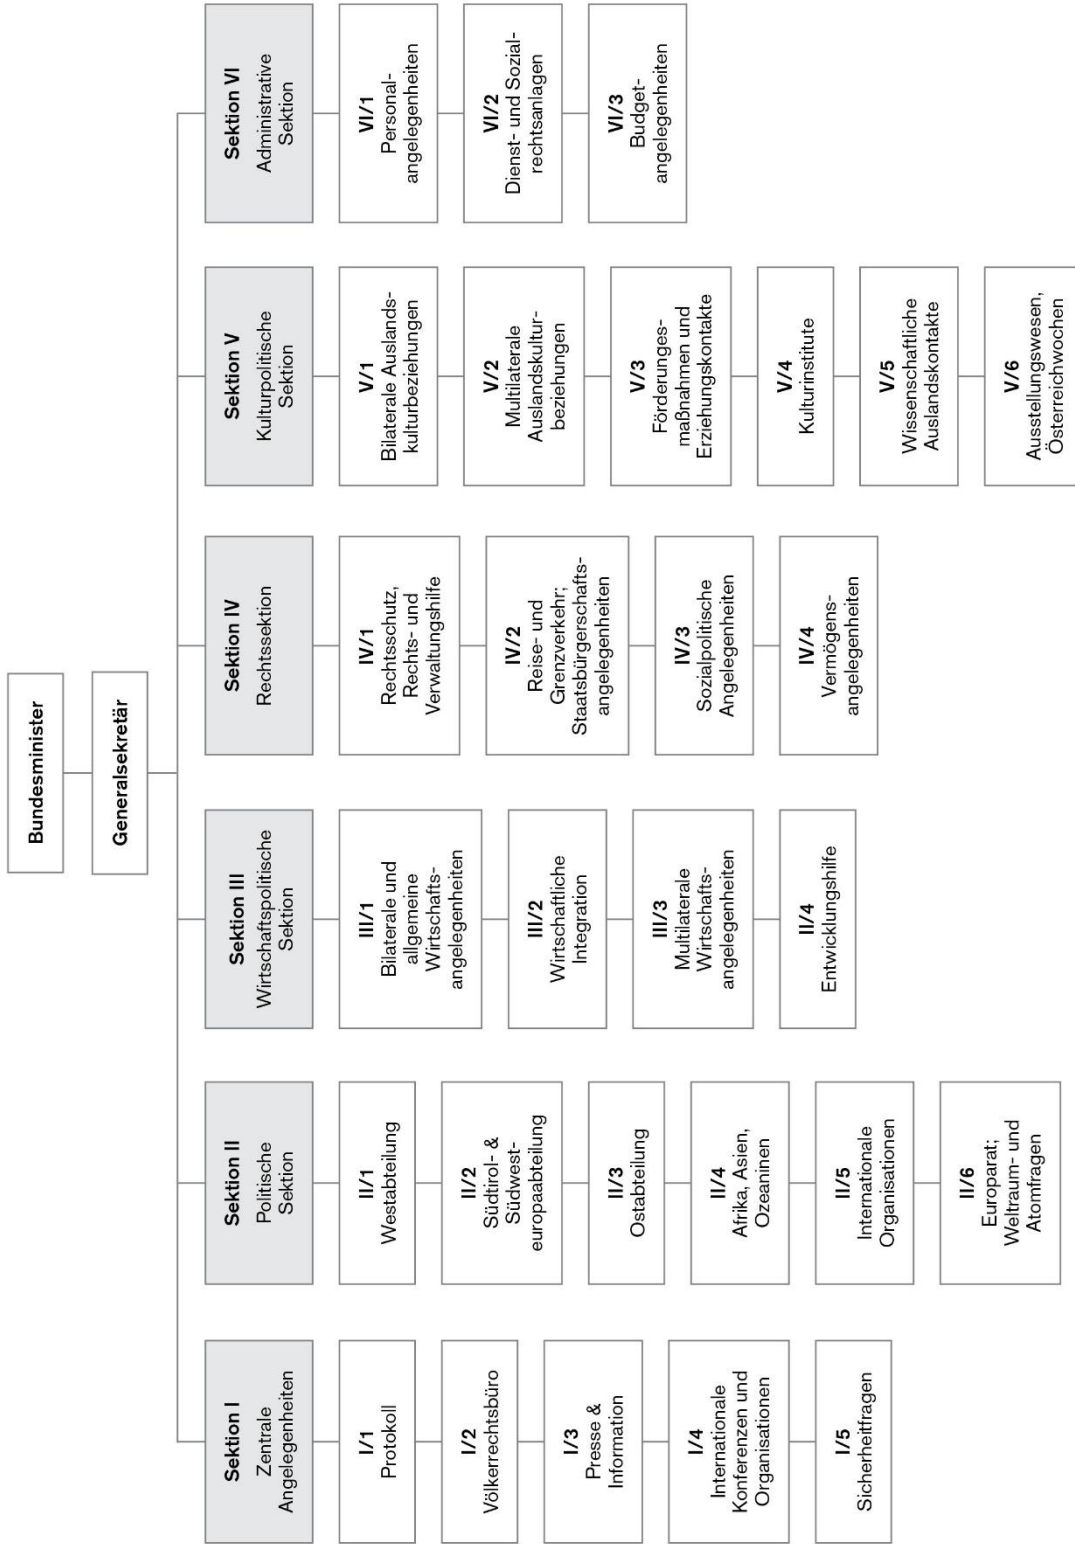 Bundesminister
Generalsekretär
Sektion I
Zentrale
Angelegenheiten
I/1
Protokoll
I/2
Völkerrechtsbüro
I/3
Presse &
Information
I/4
Internationale
Konferenzen und
Organisationen
I/5
Sicherheitfragen
Sektion II
Politische
Sektion
II/1
Westabteilung
II/2
Südtirol- &
Südwest-
europaabteilung
II/3
Ostabteilung
II/4
Afrika, Asien,
Ozeaninen
II/5
Internationale
Organisationen
II/6
Europarat;
Weltraum- und
Atomfragen
Sektion III
Wirtschaftspolitische
Sektion
III/1
Bilaterale und
allgemeine
Wirtschafts-
angelegenheiten
III/2
Wirtschaftliche
Integration
III/3
Multilaterale
Wirtschafts-
angelegenheiten
II/4
Entwicklungshilfe
Sektion IV
Rechtssektion
IV/1
Rechtsschutz,
Rechts- und
Verwaltungshilfe
IV/2
Reise- und
Grenzverkehr;
Staatsbürgerschafts-
angelegenheiten
IV/3
Sozialpolitische
Angelegenheiten
IV/4
Vermögens-
angelegenheiten
Sektion V
Kulturpolitische
Sektion
V/1
Bilaterale Auslands-
kulturbeziehungen
V/2
Multilaterale
Auslandskultur-
beziehungen
V/3
Förderunges-
maßnahmen und
Erziehungskontakte
V/4
Kulturinstitute
V/5
Wissenschaftliche
Auslandskontakte
V/6
Ausstellungswesen,
Österreichwochen
Sektion VI
Administrative
Sektion
VI/1
Personal-
angelegenheiten
VI/2
Dienst- und Sozial-
rechtsanlagen
VI/3
Budget-
angelegenheiten